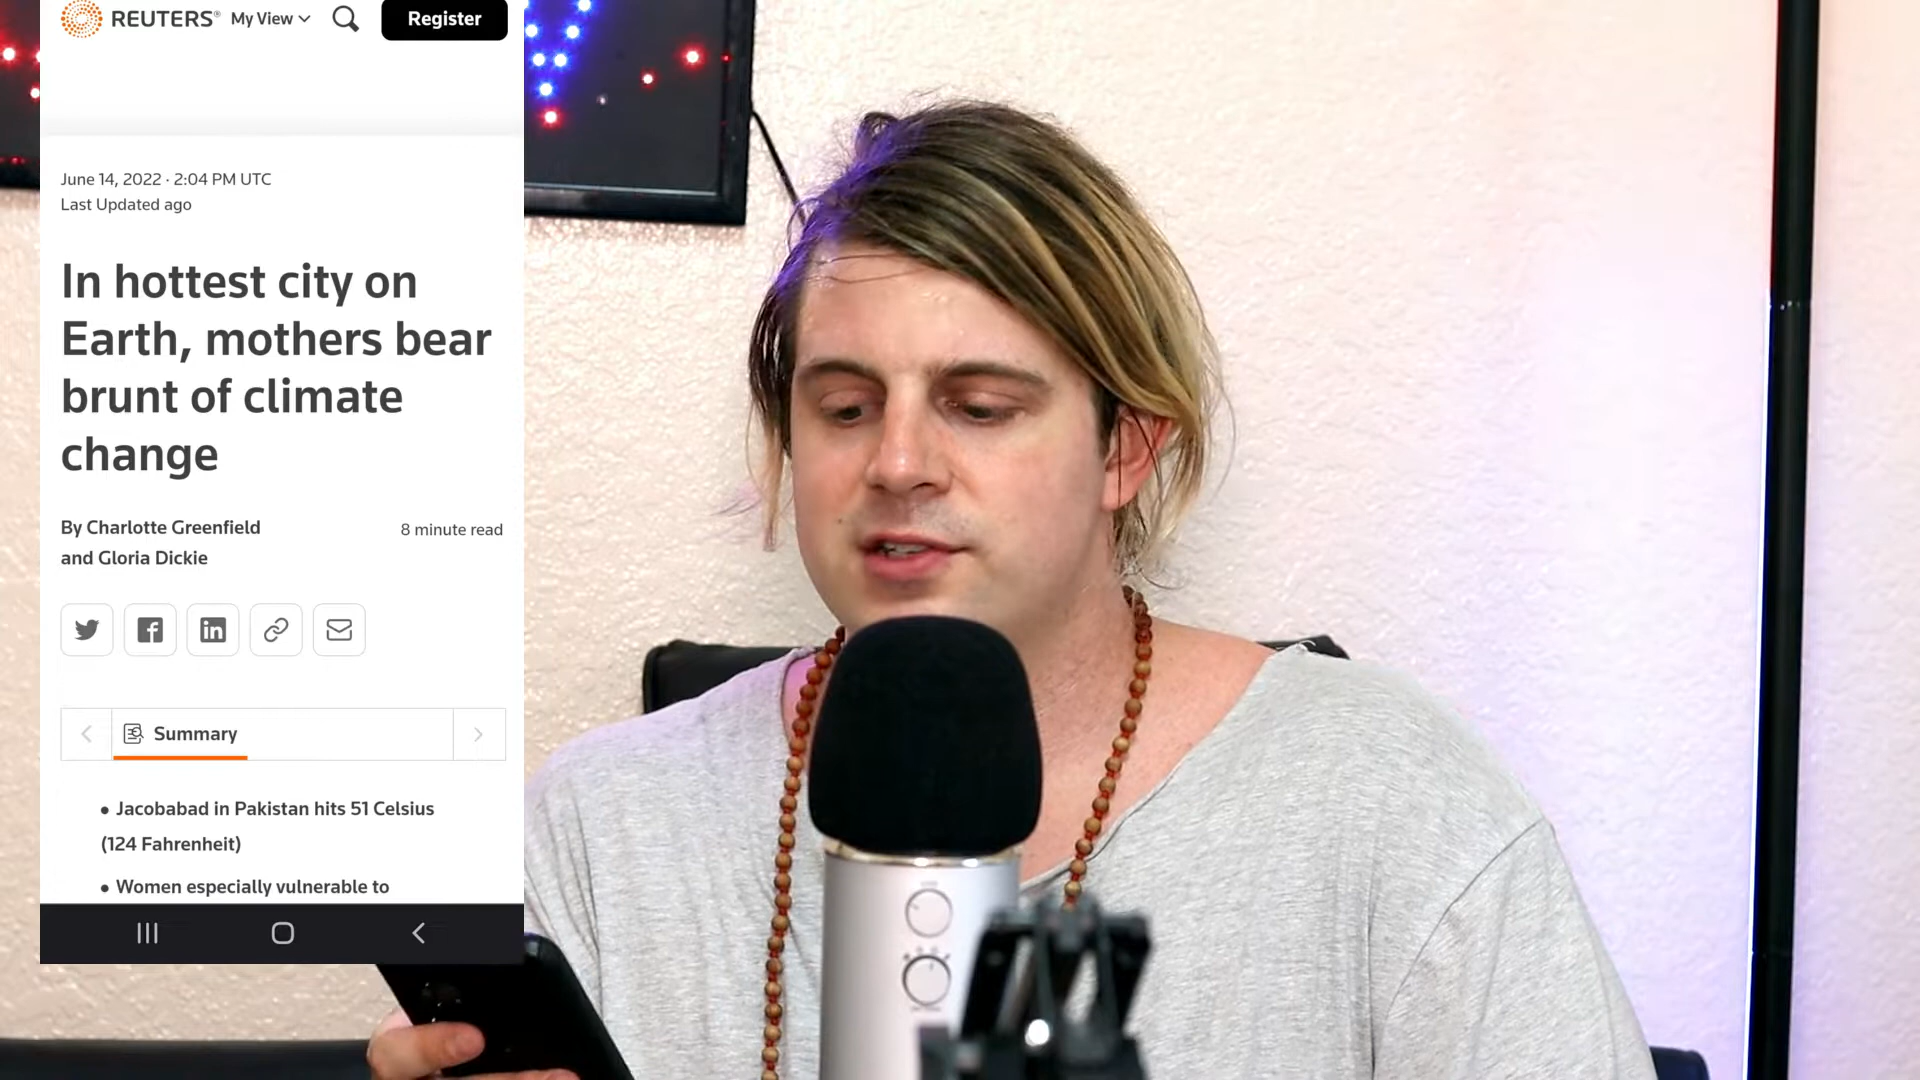 REUTERS® My View Register
June 14, 2022 · 2:04 PM UTC
Last Updated ago
In hottest city on
Earth, mothers bear
brunt of climate
change
By Charlotte Greenfield
and Gloria Dickie
8 minute read
Summary
• Jacobabad in Pakistan hits 51 Celsius
(124 Fahrenheit)
• Women especially vulnerable to